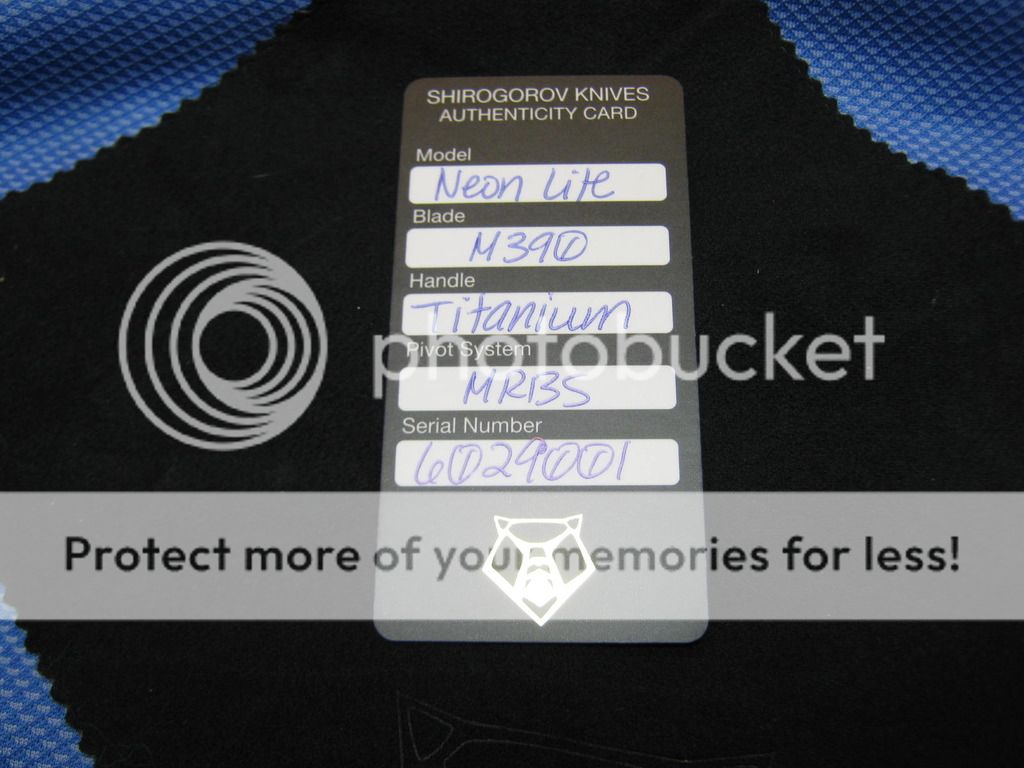 SHIROGOROV KNIVES
AUTHENTICITY CARD
Model
Neon Lite
Blade
M390
Handle
Titanium
Pivot System
photobucket
MRBS
Serial Number
6029001
Protect more of your memories for less!